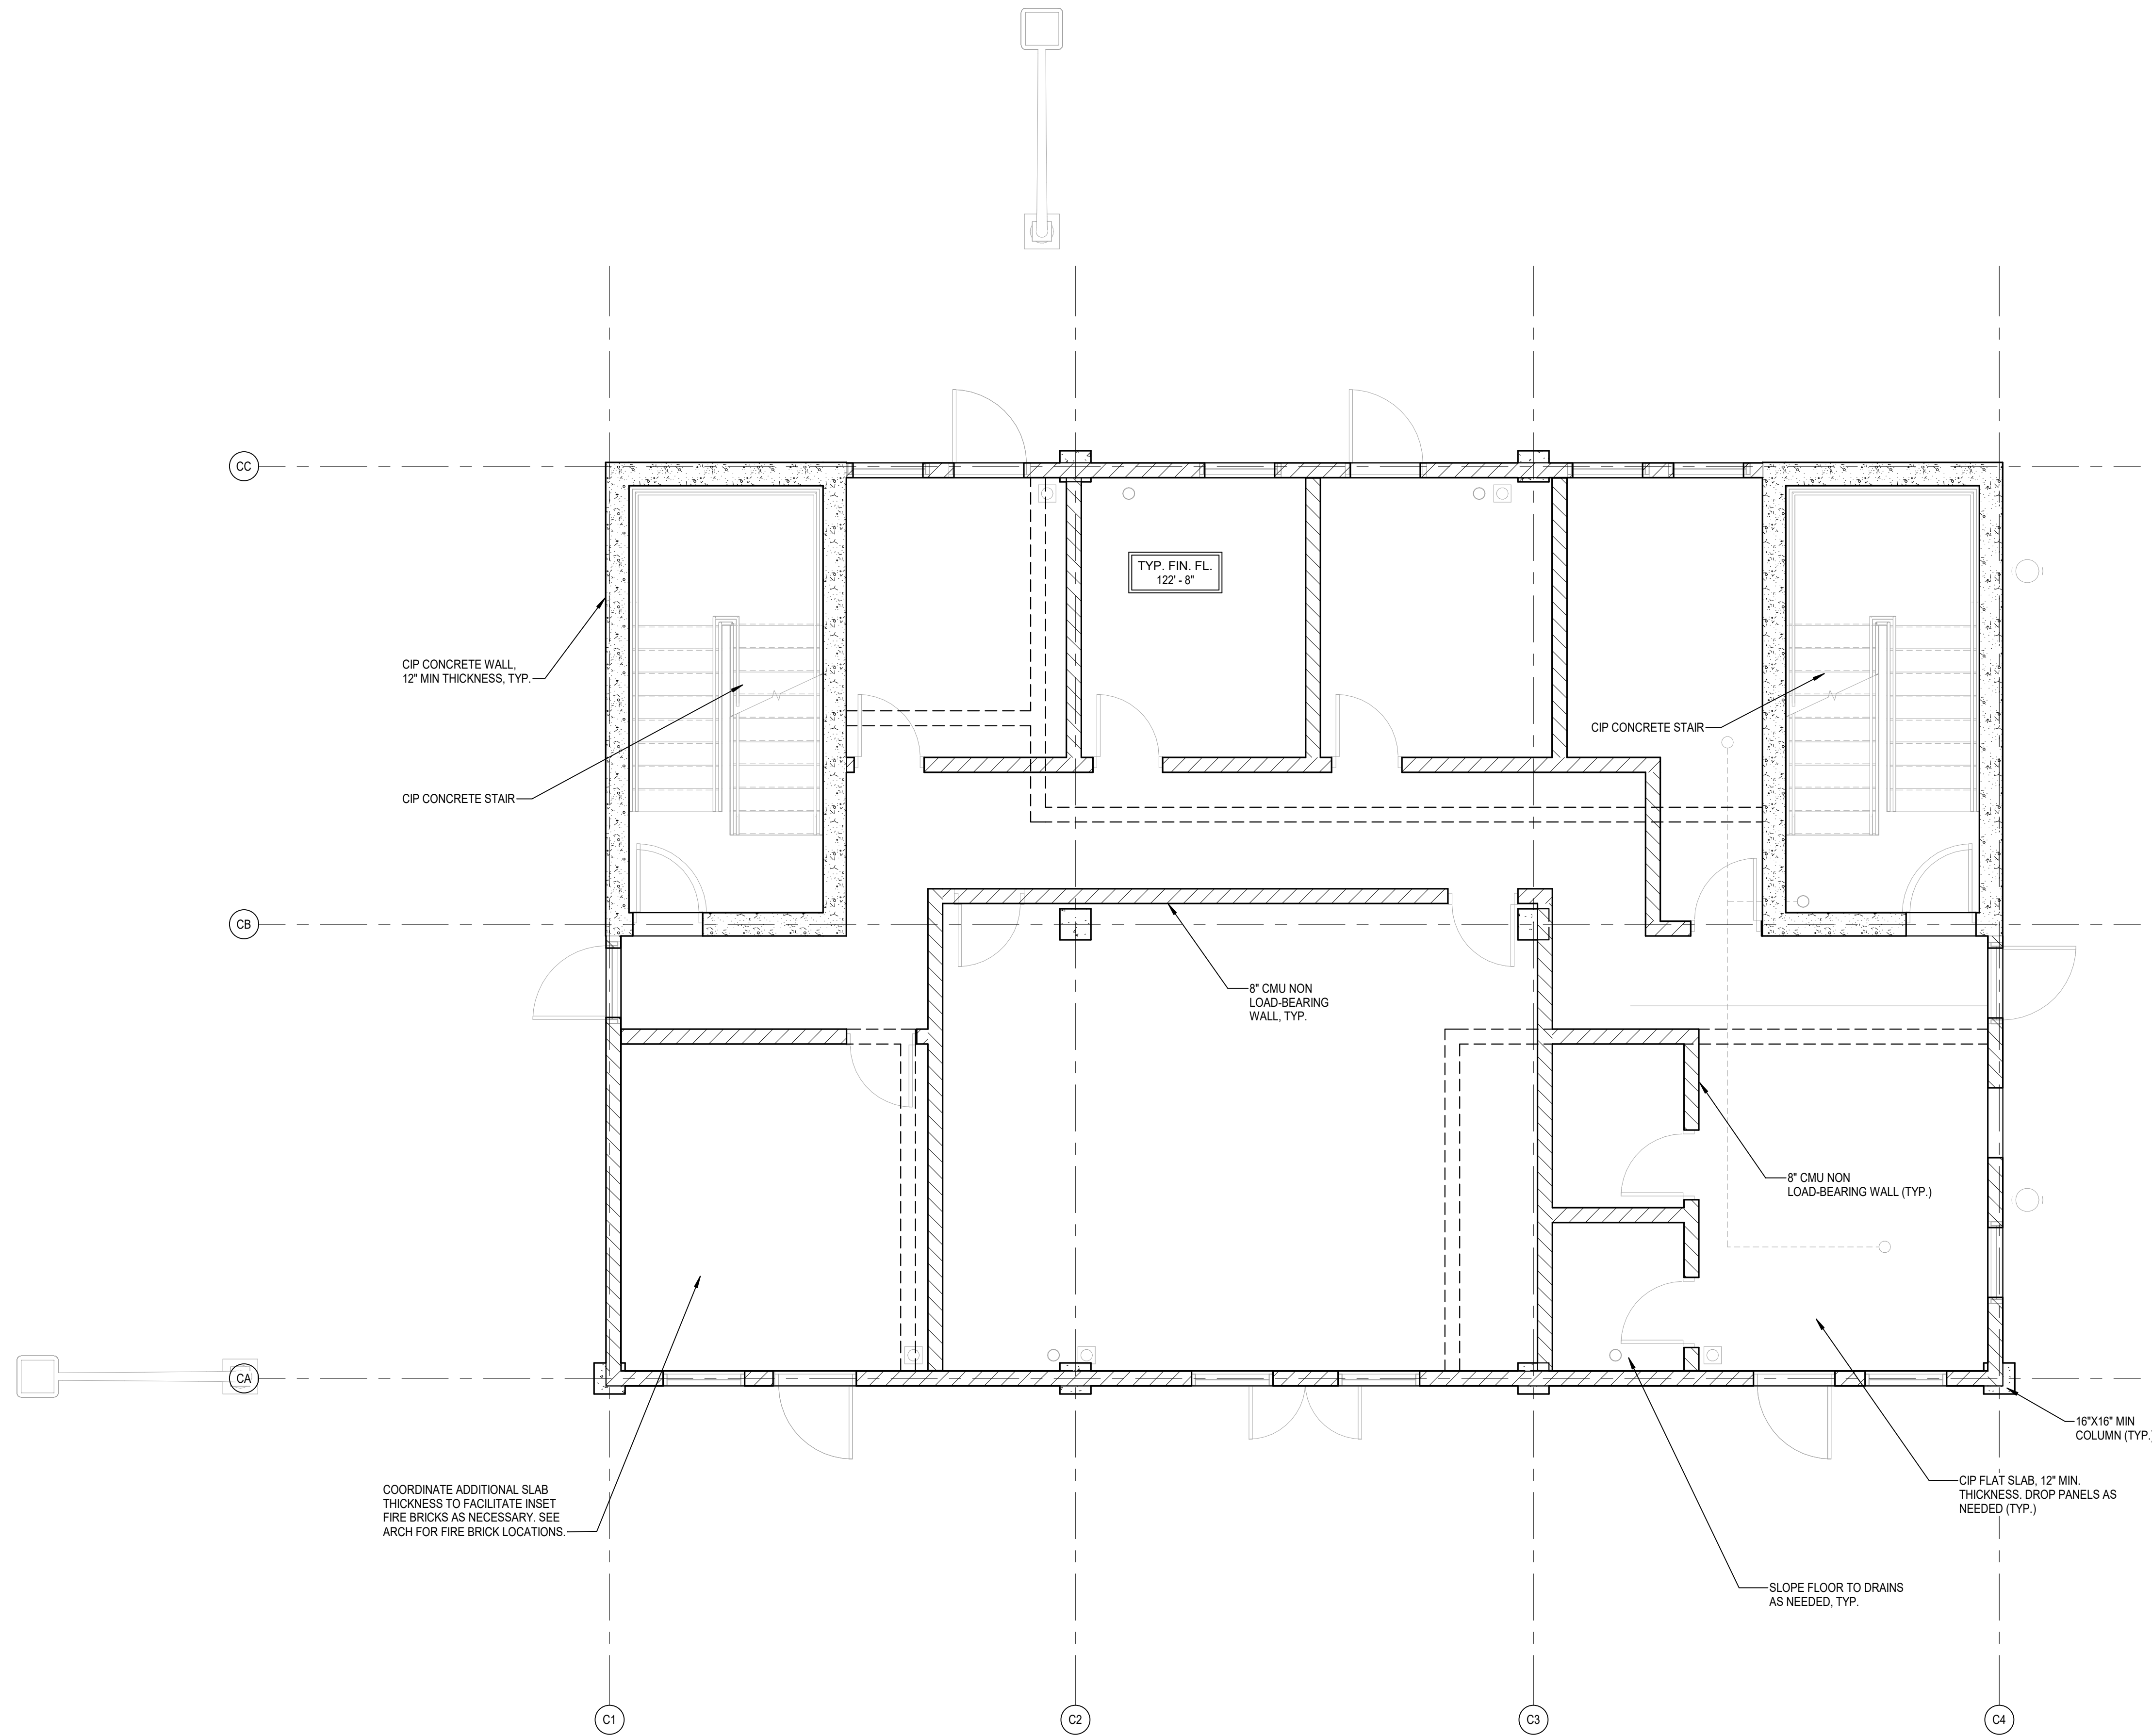 CC
TYP. FIN. FL.
122' - 8"
CIP CONCRETE WALL,
12" MIN THICKNESS, TYP.
CIP CONCRETE STAIR
CIP CONCRETE STAIR
CB
8" CMU NON
LOAD-BEARING
WALL, TYP.
8" CMU NON
LOAD-BEARING WALL (TYP.)
CA
16"X16" MIN
COLUMN (TYP.
COORDINATE ADDITIONAL SLAB
THICKNESS TO FACILITATE INSET
FIRE BRICKS AS NECESSARY. SEE
ARCH FOR FIRE BRICK LOCATIONS.
CIP FLAT SLAB, 12" MIN.
THICKNESS. DROP PANELS AS
NEEDED (TYP.)
SLOPE FLOOR TO DRAINS
AS NEEDED, TYP.
C1
C2
C3
C4